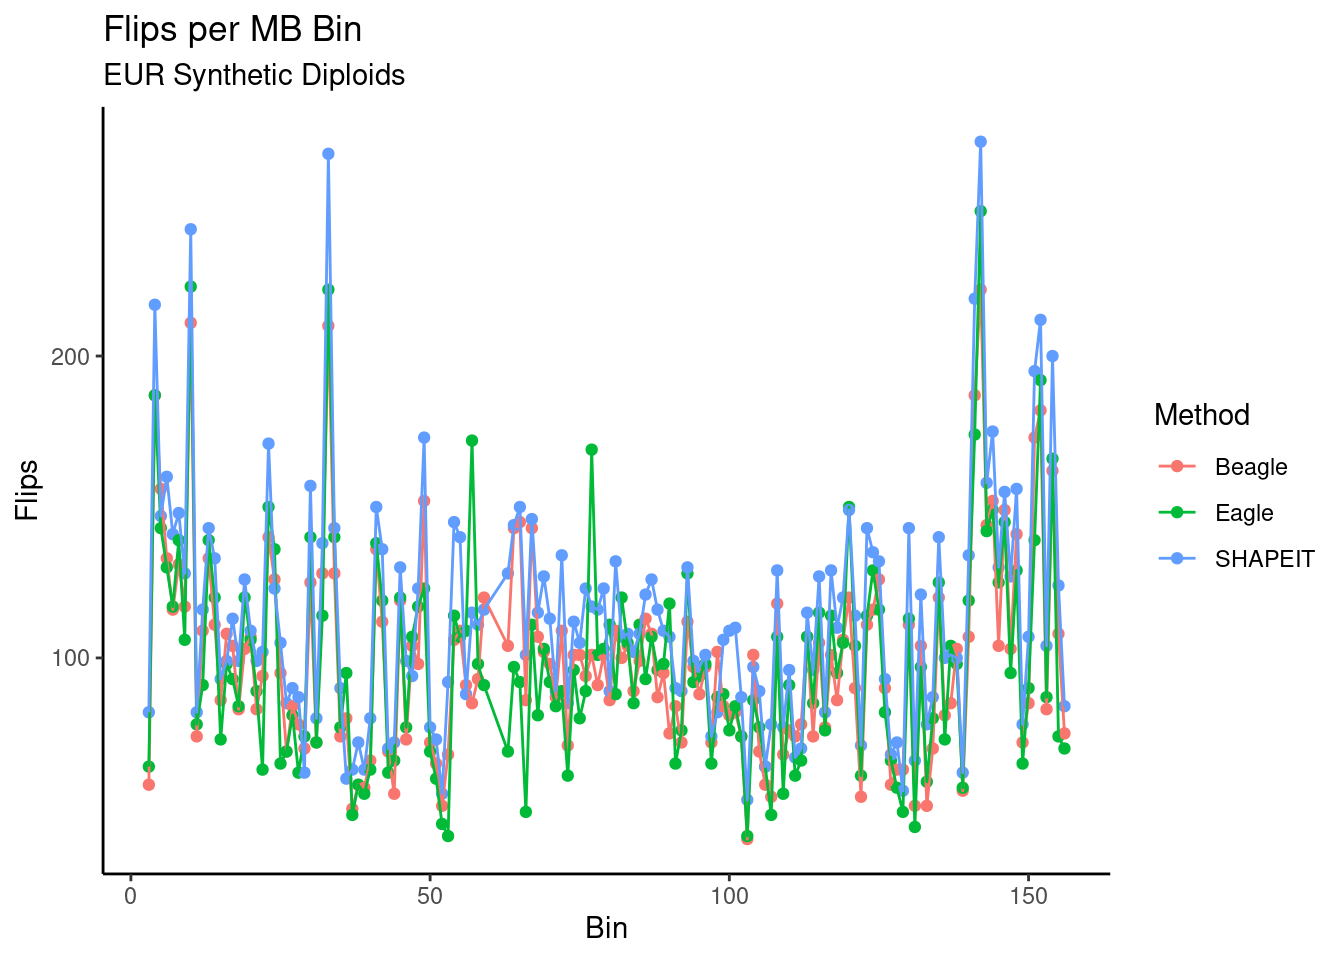 Flips per MB Bin
EUR Synthetic Diploids
Flips
200
100
0 50 100 150
Bin
Method
Beagle
Eagle
SHAPEIT